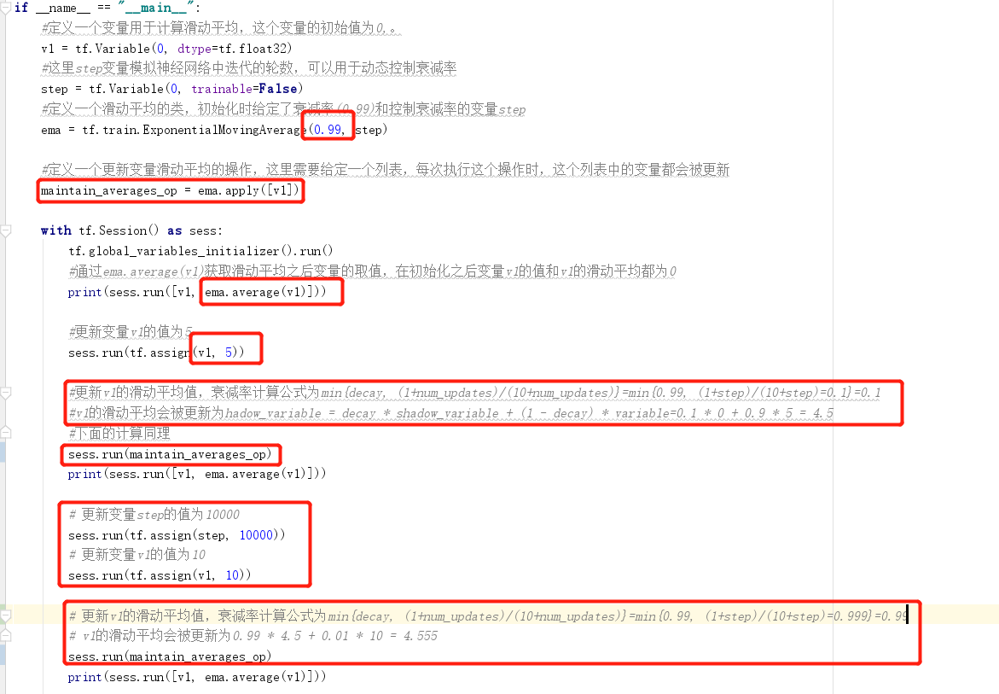 if __name__ == "__main__":
#定义一个变量用于计算滑动平均，这个变量的初始值为0,。
v1 = tf.Variable(0, dtype=tf.float32)
#这里step变量模拟神经网络中迭代的轮数，可以用于动态控制衰减率
step = tf.Variable(0, trainable=False)
#定义一个滑动平均的类，初始化时给定了衰减率(0.99)和控制衰减率的变量step
ema = tf.train.ExponentialMovingAverage(0.99, step)
#定义一个更新变量滑动平均的操作，这里需要给定一个列表，每次执行这个操作时，这个列表中的变量都会被更新
maintain_averages_op = ema.apply([v1])
with tf.Session() as sess:
tf.global_variables_initializer().run()
#通过ema.average(v1)获取滑动平均之后变量的取值，在初始化之后变量v1的值和v1的滑动平均都为0
print(sess.run([v1, ema.average(v1)]))
#更新变量v1的值为5
sess.run(tf.assign(v1, 5))
#更新v1的滑动平均值，衰减率计算公式为min{decay, (1+num_updates)/(10+num_updates)}=min{0.99, (1+step)/(10+step)=0.1}=0.1
#v1的滑动平均会被更新为hadow_variable = decay * shadow_variable + (1 - decay) * variable=0.1 * 0 + 0.9 * 5 = 4.5
#下面的计算同理
sess.run(maintain_averages_op)
print(sess.run([v1, ema.average(v1)]))
# 更新变量step的值为10000
sess.run(tf.assign(step, 10000))
# 更新变量v1的值为10
sess.run(tf.assign(v1, 10))
# 更新v1的滑动平均值，衰减率计算公式为min{decay, (1+num_updates)/(10+num_updates)}=min{0.99, (1+step)/(10+step)=0.999}=0.99
# v1的滑动平均会被更新为0.99 * 4.5 + 0.01 * 10 = 4.555
sess.run(maintain_averages_op)
print(sess.run([v1, ema.average(v1)]))